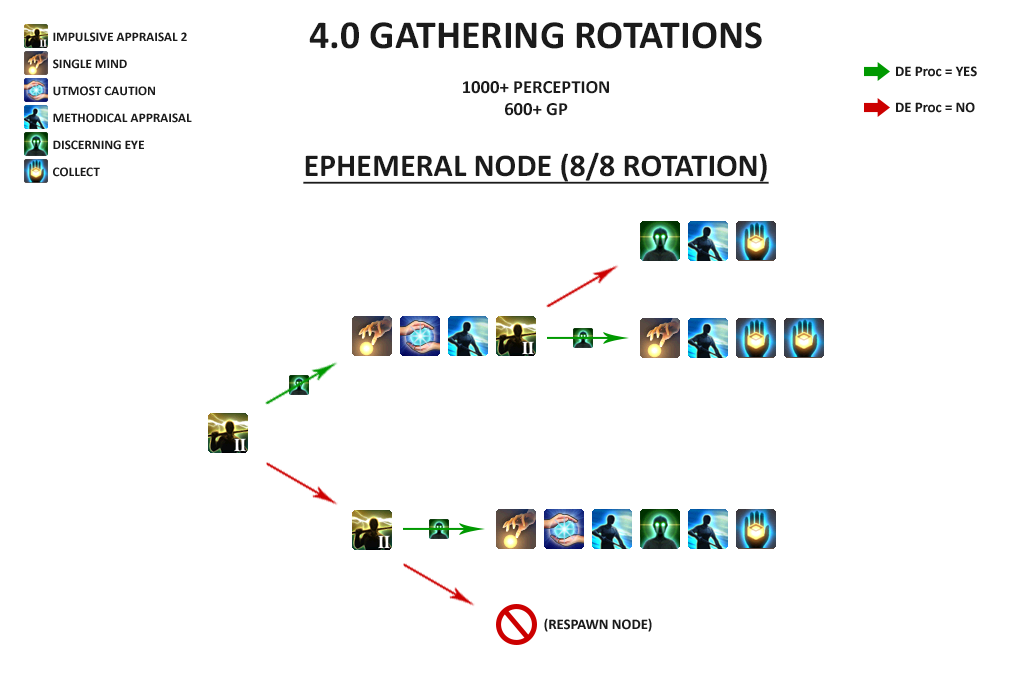 4.0 GATHERING ROTATIONS
IMPULSIVE APPRAISAL 2
SINGLE MIND
UTMOST CAUTION
METHODICAL APPRAISAL
DISCERNING EYE
COLLECT
1000+ PERCEPTION
600+ GP
DE Proc = YES
DE Proc = NO
EPHEMERAL NODE (8/8 ROTATION)
II
II
II
(RESPAWN NODE)